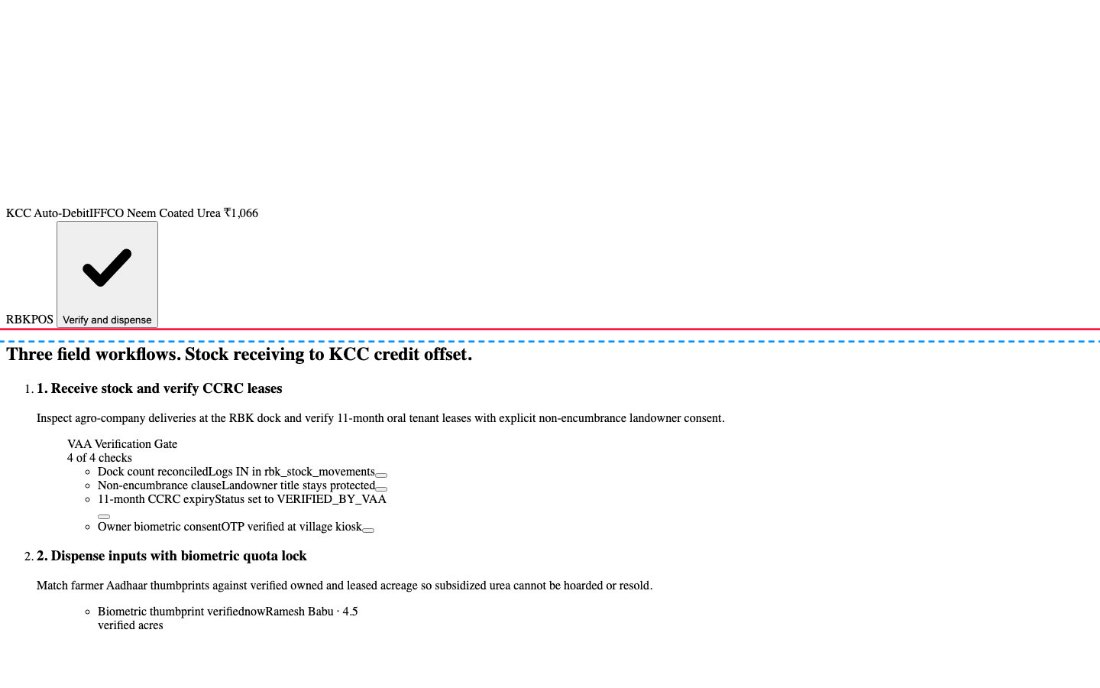 KCC Auto-DebitIFFCO Neem Coated Urea ₹1,066
RBKPOS Verify and dispense
Three field workflows. Stock receiving to KCC credit offset.
1. 1. Receive stock and verify CCRC leases
Inspect agro-company deliveries at the RBK dock and verify 11-month oral tenant leases with explicit non-encumbrance landowner consent.
VAA Verification Gate
4 of 4 checks
Dock count reconciledLogs IN in rbk_stock_movements
Non-encumbrance clauseLandowner title stays protected
11-month CCRC expiryStatus set to VERIFIED_BY_VAA
Owner biometric consentOTP verified at village kiosk
2. 2. Dispense inputs with biometric quota lock
Match farmer Aadhaar thumbprints against verified owned and leased acreage so subsidized urea cannot be hoarded or resold.
Biometric thumbprint verifiednowRamesh Babu · 4.5
verified acres